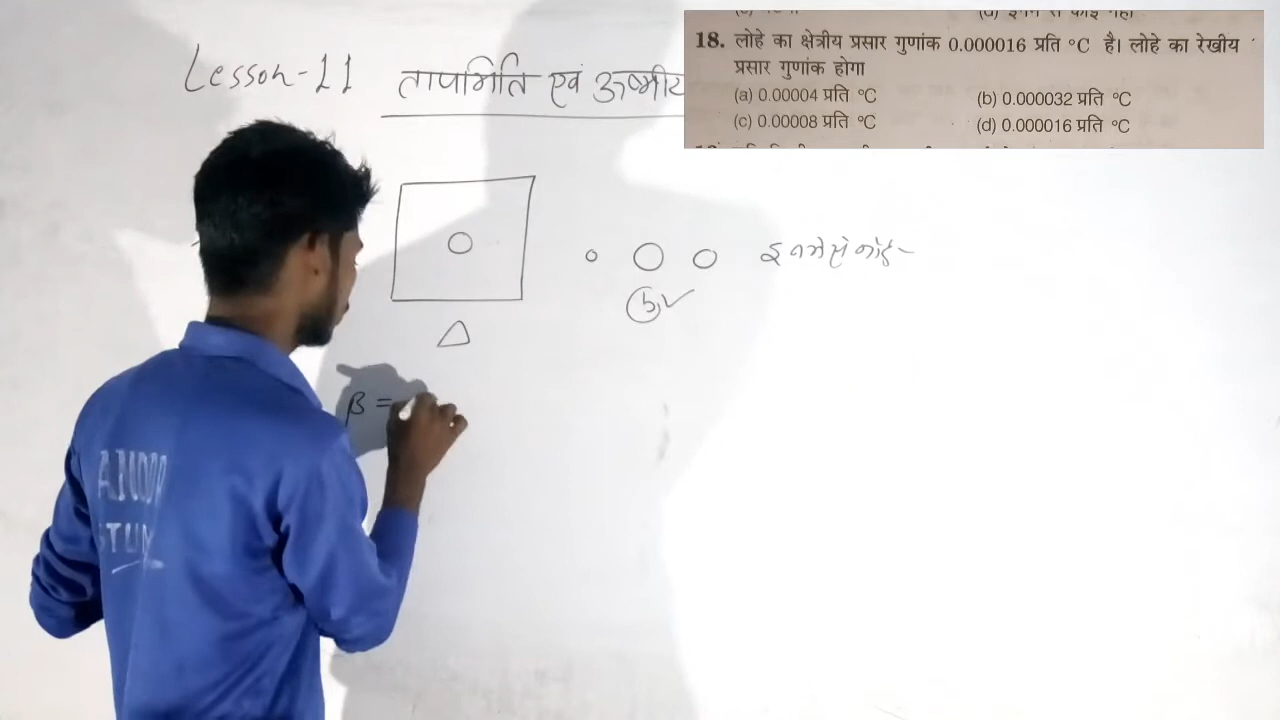 Lesson-11 तापमिति एवं ऊष्मीय
18. लोहे का क्षेत्रीय प्रसार गुणांक 0.000016 प्रति °C है। लोहे का रेखीय
प्रसार गुणांक होगा
(a) 0.00004 प्रति °C (b) 0.000032 प्रति °C
(c) 0.00008 प्रति °C (d) 0.000016 प्रति °C
इनमे से कोई-
b
β =